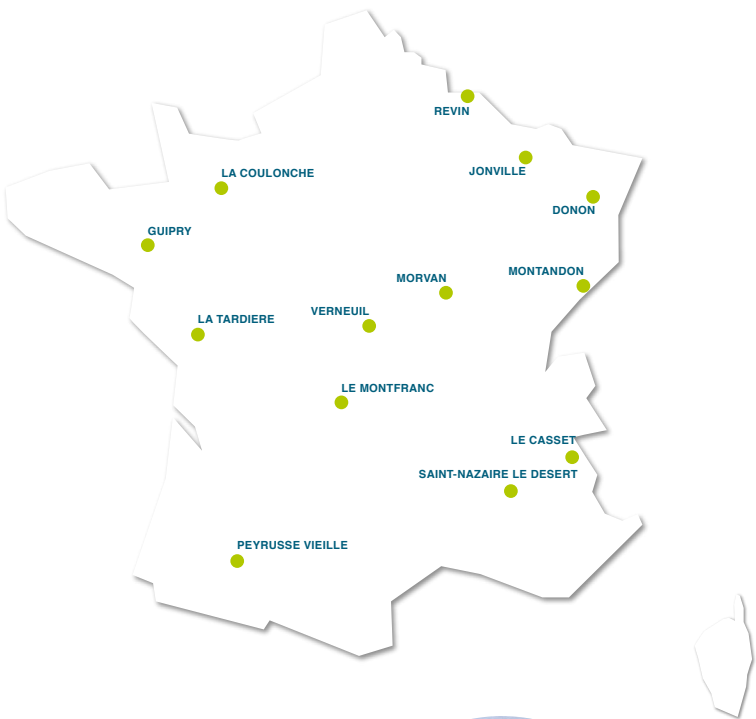 REVIN
LA COULONCHE
JONVILLE
DONON
GUIPRY
MORVAN
MONTANDON
VERNEUIL
LA TARDIERE
LE MONTFRANC
LE CASSET
SAINT-NAZAIRE LE DESERT
PEYRUSSE VIEILLE